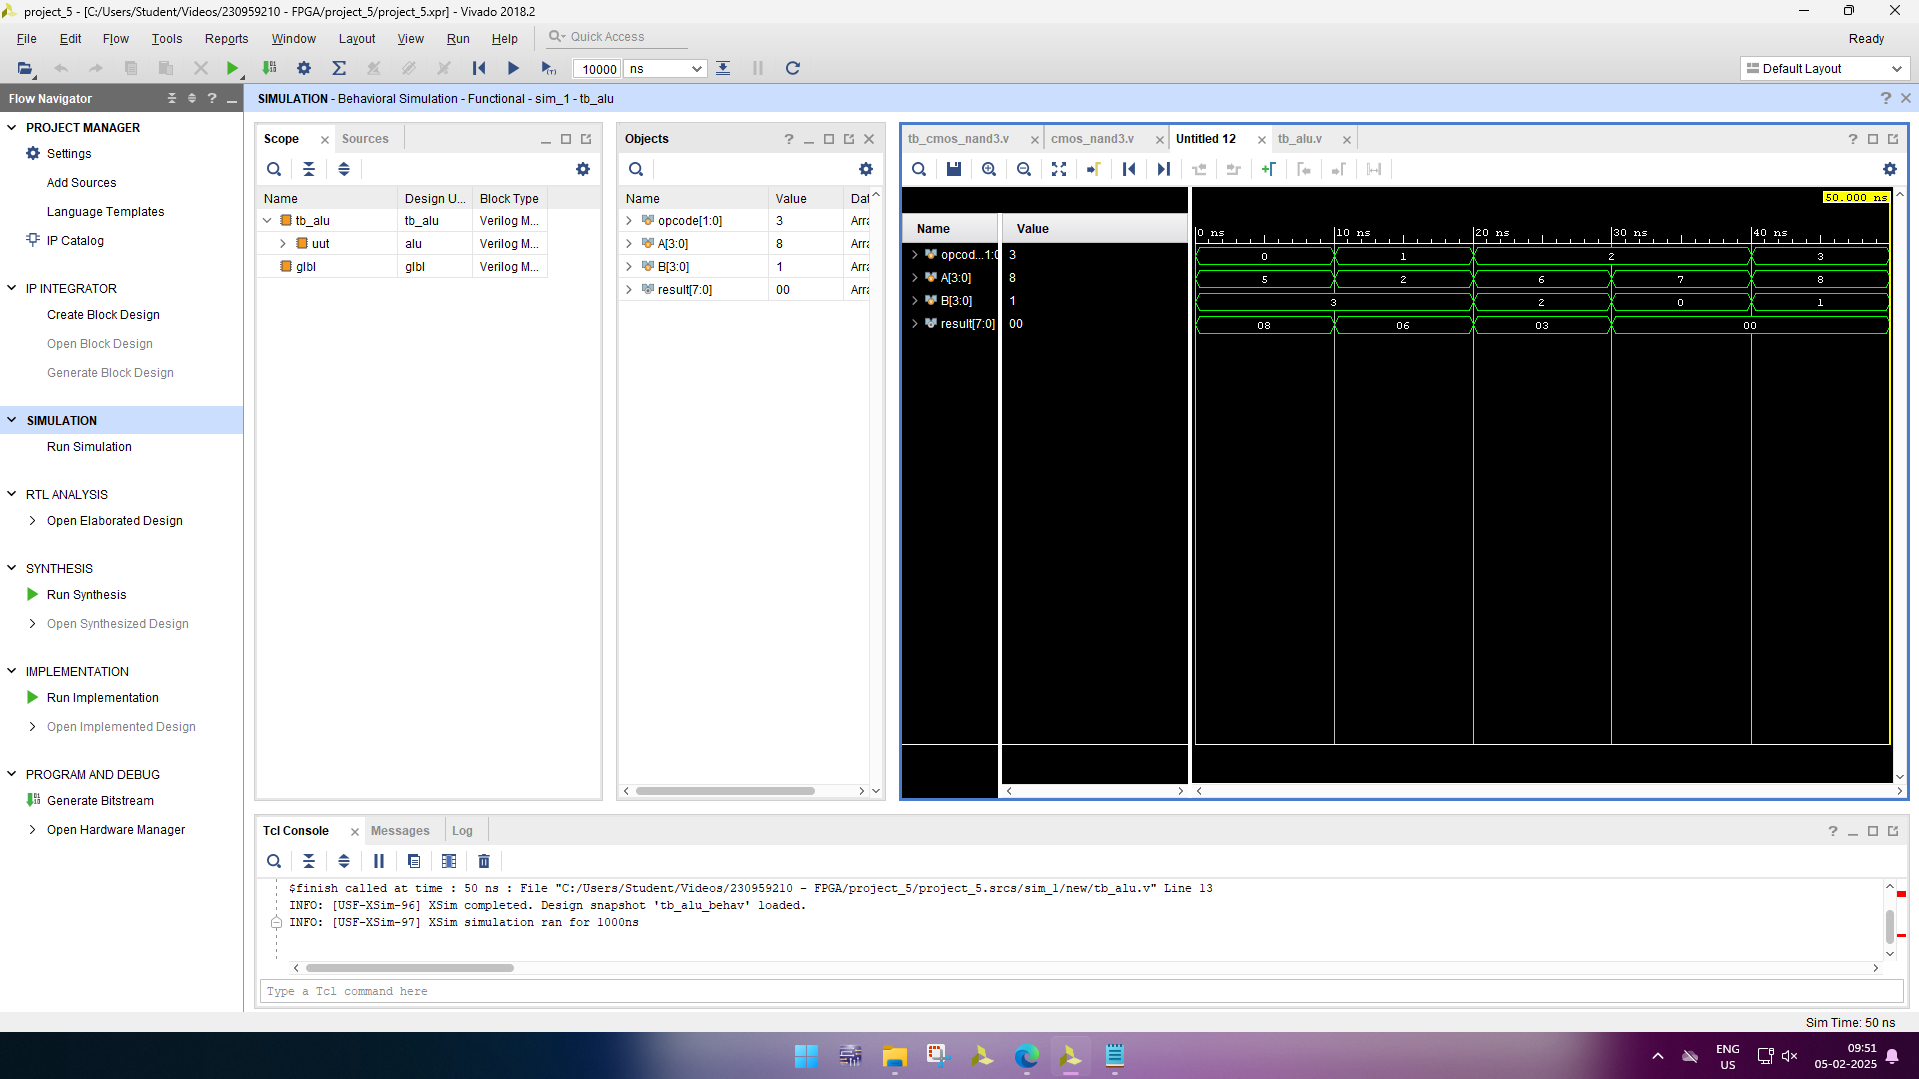 project_5 - [C:/Users/Student/Videos/230959210 - FPGA/project_5/project_5.xpr] - Vivado 2018.2
File Edit Flow Tools Reports Window Layout View Run Help Quick Access
Ready
10000 ns
Default Layout
Flow Navigator
SIMULATION - Behavioral Simulation - Functional - sim_1 - tb_alu
PROJECT MANAGER
Settings
Add Sources
Language Templates
IP Catalog
IP INTEGRATOR
Create Block Design
Open Block Design
Generate Block Design
SIMULATION
Run Simulation
RTL ANALYSIS
Open Elaborated Design
SYNTHESIS
Run Synthesis
Open Synthesized Design
IMPLEMENTATION
Run Implementation
Open Implemented Design
PROGRAM AND DEBUG
Generate Bitstream
Open Hardware Manager
Scope Sources
Name Design U... Block Type
tb_alu tb_alu Verilog M...
uut alu Verilog M...
glbl glbl Verilog M...
Objects
Name Value Dat
opcode[1:0] 3 Arra
A[3:0] 8 Arra
B[3:0] 1 Arra
result[7:0] 00 Arra
tb_cmos_nand3.v cmos_nand3.v Untitled 12 tb_alu.v
50.000 ns
Name Value
0 ns 10 ns 20 ns 30 ns 40 ns
opcod...1:0 3 0 1 2 3
A[3:0] 8 5 2 6 7 8
B[3:0] 1 3 2 0 1
result[7:0] 00 08 06 03 00
Tcl Console Messages Log
$finish called at time : 50 ns : File "C:/Users/Student/Videos/230959210 - FPGA/project_5/project_5.srcs/sim_1/new/tb_alu.v" Line 13
INFO: [USF-XSim-96] XSim completed. Design snapshot 'tb_alu_behav' loaded.
INFO: [USF-XSim-97] XSim simulation ran for 1000ns
Type a Tcl command here
Sim Time: 50 ns
ENG
US
09:51
05-02-2025